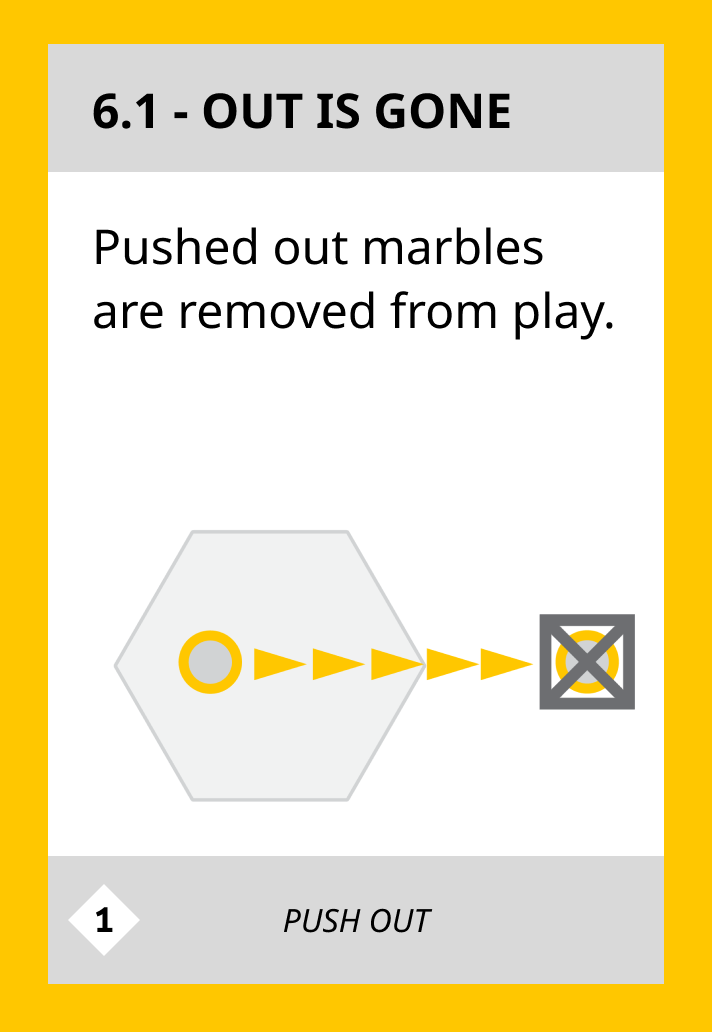 6.1 - OUT IS GONE
Pushed out marbles
are removed from play.
1
PUSH OUT